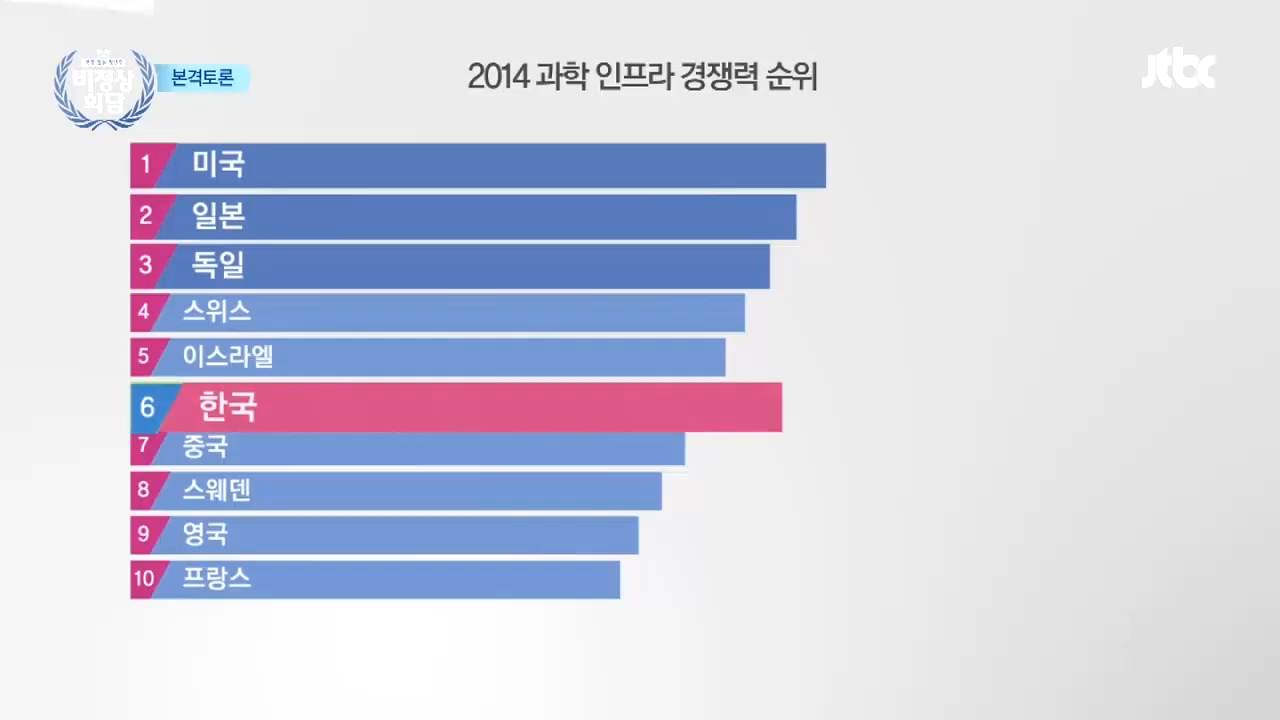 비정상
회담
본격토론
2014 과학 인프라 경쟁력 순위
jtbc
1 미국
2 일본
3 독일
4 스위스
5 이스라엘
6 한국
7 중국
8 스웨덴
9 영국
10 프랑스